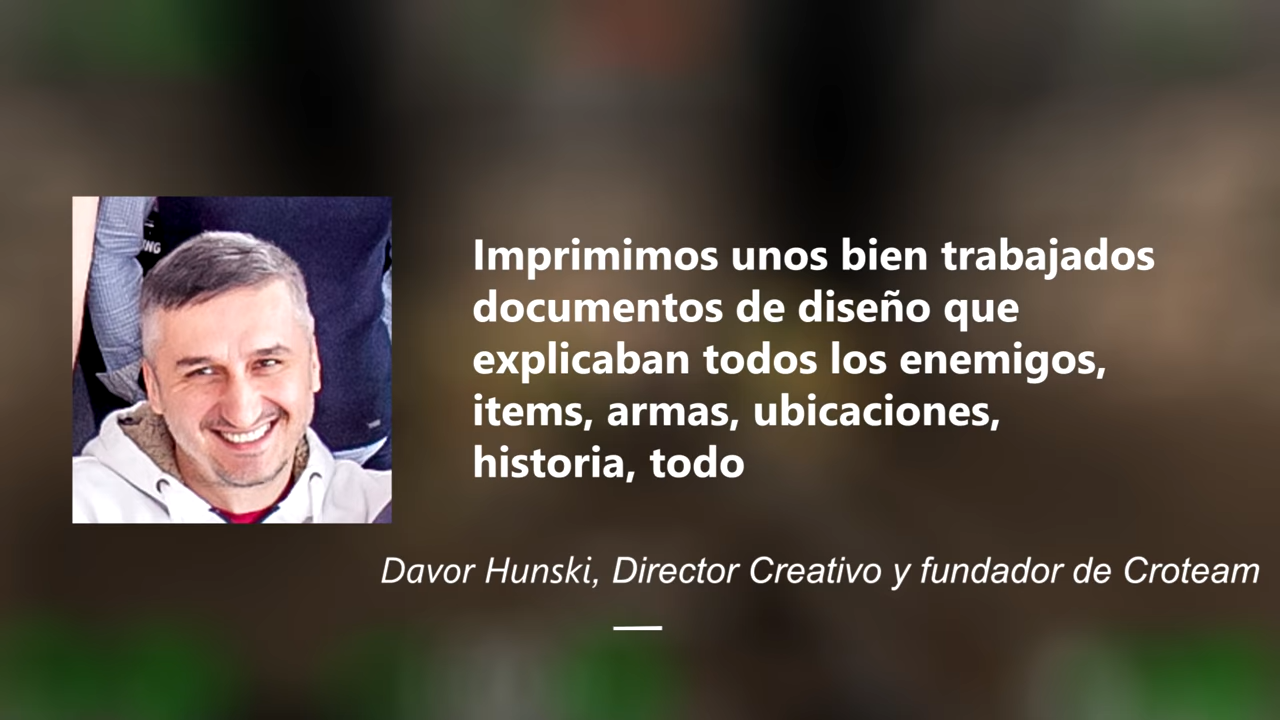 Imprimimos unos bien trabajados
documentos de diseño que
explicaban todos los enemigos,
items, armas, ubicaciones,
historia, todo
Davor Hunski, Director Creativo y fundador de Croteam